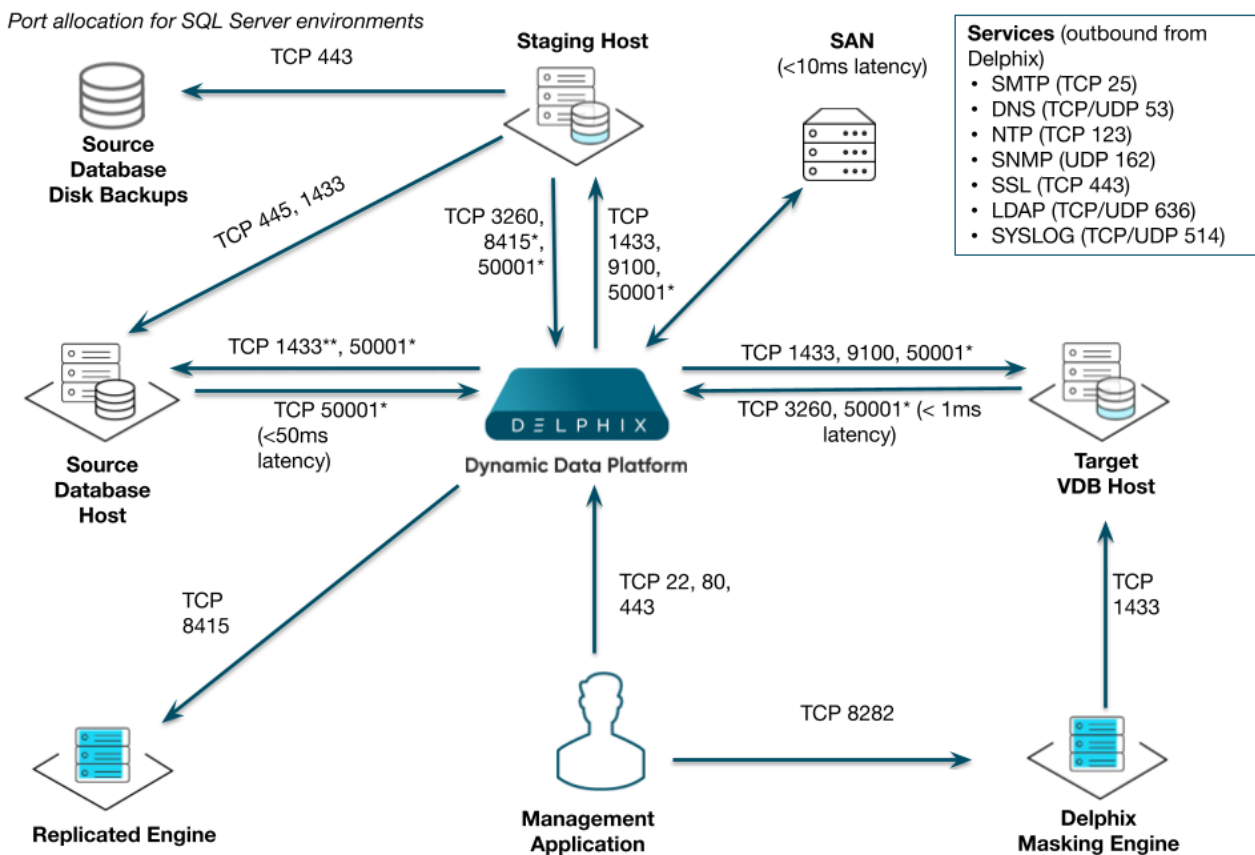 Port allocation for SQL Server environments
Staging Host
SAN
(<10ms latency)
Services (outbound from
Delphix)
• SMTP (TCP 25)
• DNS (TCP/UDP 53)
• NTP (TCP 123)
• SNMP (UDP 162)
• SSL (TCP 443)
• LDAP (TCP/UDP 636)
• SYSLOG (TCP/UDP 514)
TCP 443
Source
Database
Disk Backups
TCP 445, 1433
TCP 3260,
8415*,
50001*
TCP
1433,
9100,
50001*
TCP 1433**, 50001*
TCP 50001*
(<50ms
latency)
TCP 1433, 9100, 50001*
TCP 3260, 50001* (< 1ms
latency)
Source
Database
Host
DELPHIX
Dynamic Data Platform
Target
VDB Host
TCP
8415
TCP 22, 80,
443
TCP
1433
TCP 8282
Replicated Engine
Management
Application
Delphix
Masking Engine